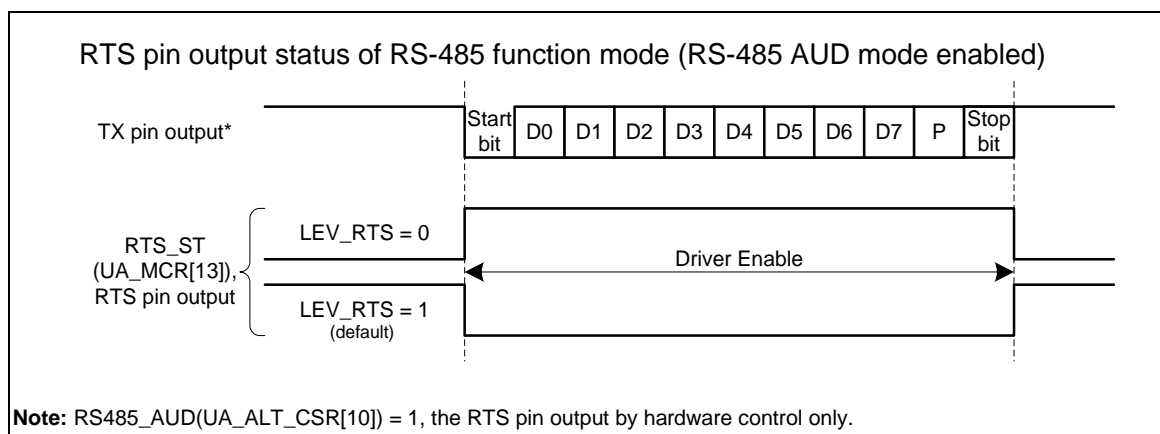 RTS pin output status of RS-485 function mode (RS-485 AUD mode enabled)
TX pin output*
Start bit
D0
D1
D2
D3
D4
D5
D6
D7
P
Stop bit
RTS_ST
(UA_MCR[13]),
RTS pin output
LEV_RTS = 0
Driver Enable
LEV_RTS = 1
(default)
Note: RS485_AUD(UA_ALT_CSR[10]) = 1, the RTS pin output by hardware control only.